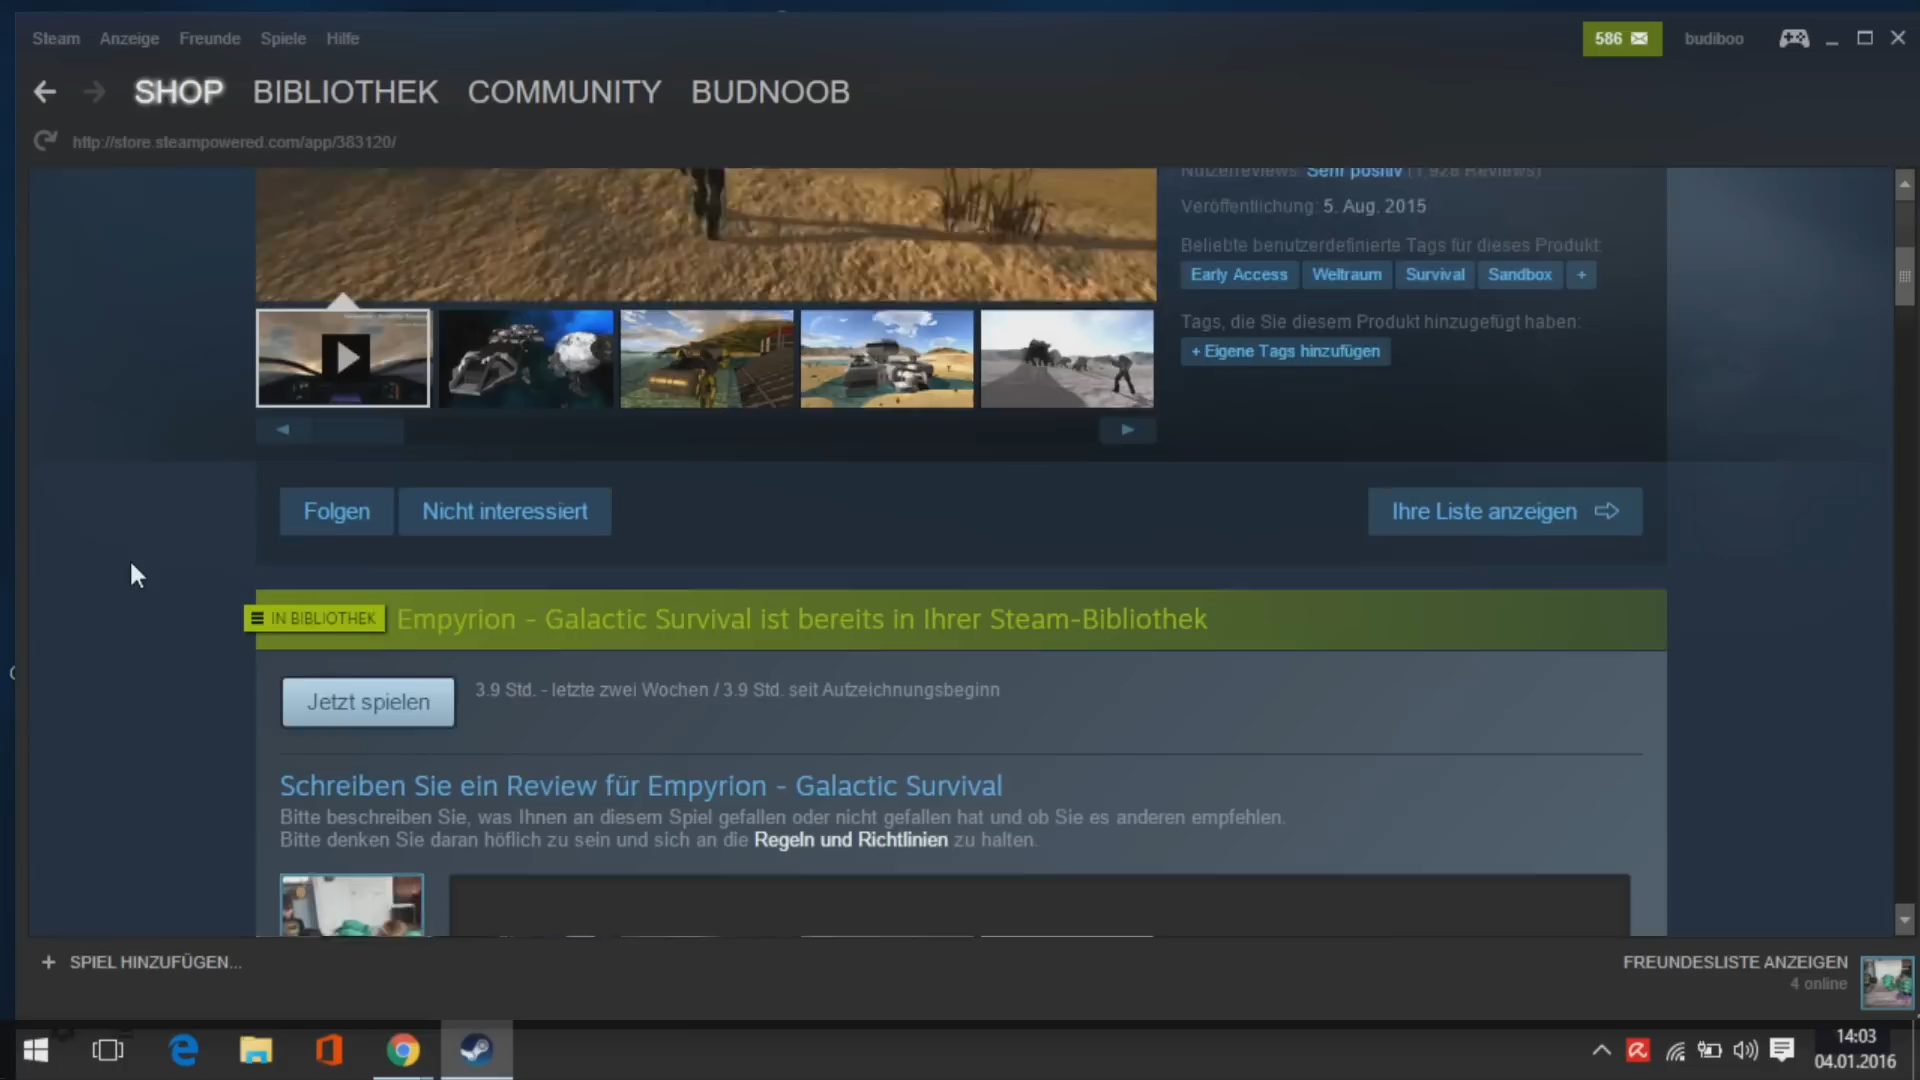 Steam Anzeige Freunde Spiele Hilfe
586
budiboo
SHOP BIBLIOTHEK COMMUNITY BUDNOOB
http://store.steampowered.com/app/383120/
Nutzerreviews: Sehr positiv (1,928 Reviews)
Veröffentlichung: 5. Aug. 2015
Beliebte benutzerdefinierte Tags für dieses Produkt:
Early Access Weltraum Survival Sandbox +
Tags, die Sie diesem Produkt hinzugefügt haben:
+ Eigene Tags hinzufügen
Folgen Nicht interessiert Ihre Liste anzeigen
IN BIBLIOTHEK Empyrion - Galactic Survival ist bereits in Ihrer Steam-Bibliothek
Jetzt spielen 3.9 Std. - letzte zwei Wochen / 3.9 Std. seit Aufzeichnungsbeginn
Schreiben Sie ein Review für Empyrion - Galactic Survival
Bitte beschreiben Sie, was Ihnen an diesem Spiel gefallen oder nicht gefallen hat und ob Sie es anderen empfehlen.
Bitte denken Sie daran höflich zu sein und sich an die Regeln und Richtlinien zu halten.
+ SPIEL HINZUFÜGEN...
FREUNDESLISTE ANZEIGEN
4 online
14:03
04.01.2016